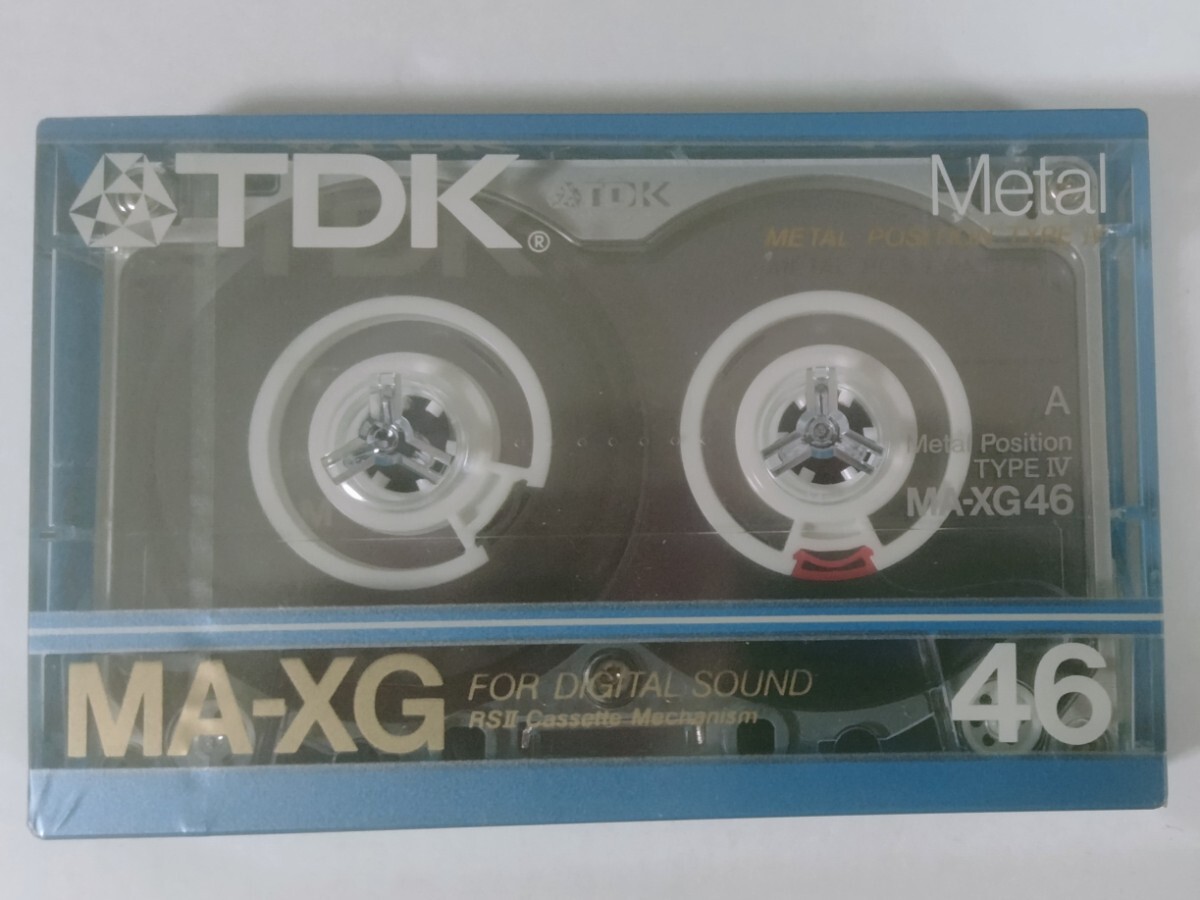 TDK® Metal
TDK
METAL POSITION TYPE IV
A
Metal Position
TYPE IV
MA-XG46
MA-XG FOR DIGITAL SOUND 46
RSII Cassette Mechanism